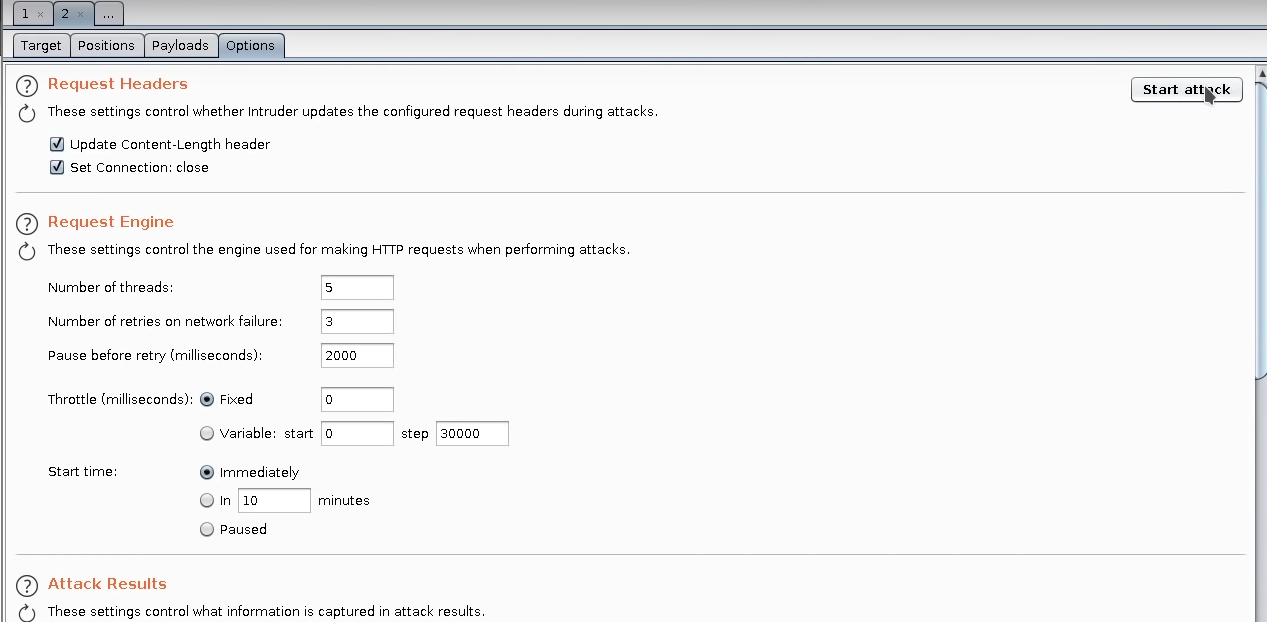 1 × 2 × ...
Target Positions Payloads Options
? Request Headers
Start attack
These settings control whether Intruder updates the configured request headers during attacks.
Update Content-Length header
Set Connection: close
? Request Engine
These settings control the engine used for making HTTP requests when performing attacks.
Number of threads: 5
Number of retries on network failure: 3
Pause before retry (milliseconds): 2000
Throttle (milliseconds): Fixed 0
Variable: start 0 step 30000
Start time: Immediately
In 10 minutes
Paused
? Attack Results
These settings control what information is captured in attack results.